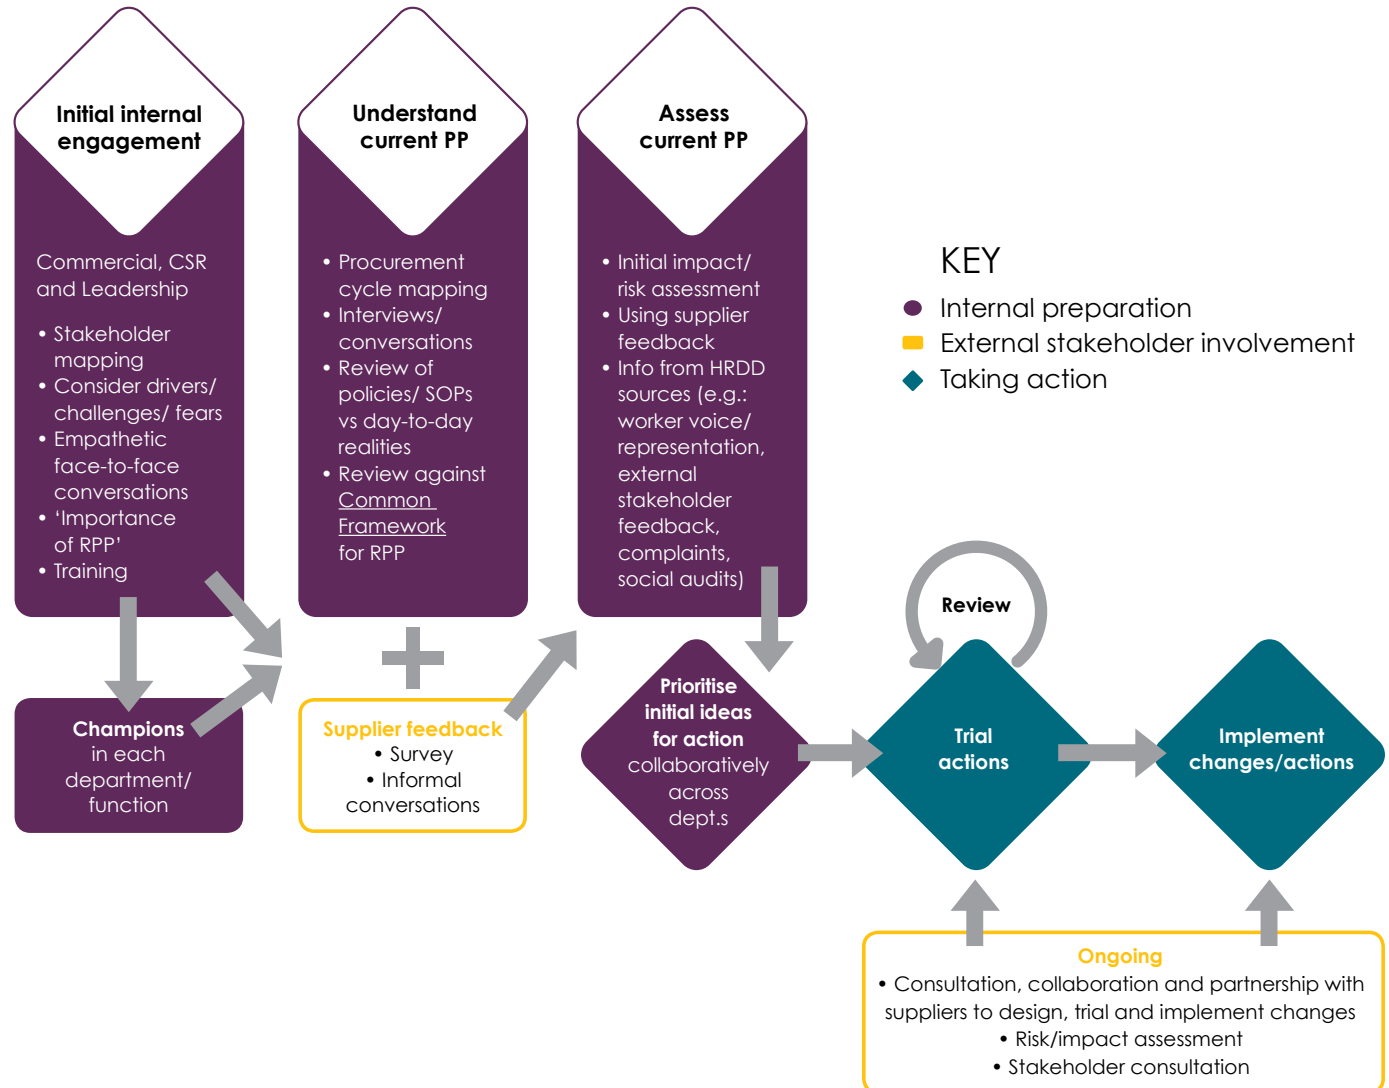 Initial internal
engagement
Commercial, CSR
and Leadership
• Stakeholder
mapping
• Consider drivers/
challenges/ fears
• Empathetic
face-to-face
conversations
• ‘Importance
of RPP’
• Training
Champions
in each
department/
function
Understand
current PP
• Procurement
cycle mapping
• Interviews/
conversations
• Review of
policies/ SOPs
vs day-to-day
realities
• Review against
Common
Framework
for RPP
Supplier feedback
• Survey
• Informal
conversations
Assess
current PP
• Initial impact/
risk assessment
• Using supplier
feedback
• Info from HRDD
sources (e.g.:
worker voice/
representation,
external
stakeholder
feedback,
complaints,
social audits)
Prioritise
initial ideas
for action
collaboratively
across
dept.s
KEY
Internal preparation
External stakeholder involvement
Taking action
Review
Trial
actions
Implement
changes/actions
Ongoing
• Consultation, collaboration and partnership with
suppliers to design, trial and implement changes
• Risk/impact assessment
• Stakeholder consultation